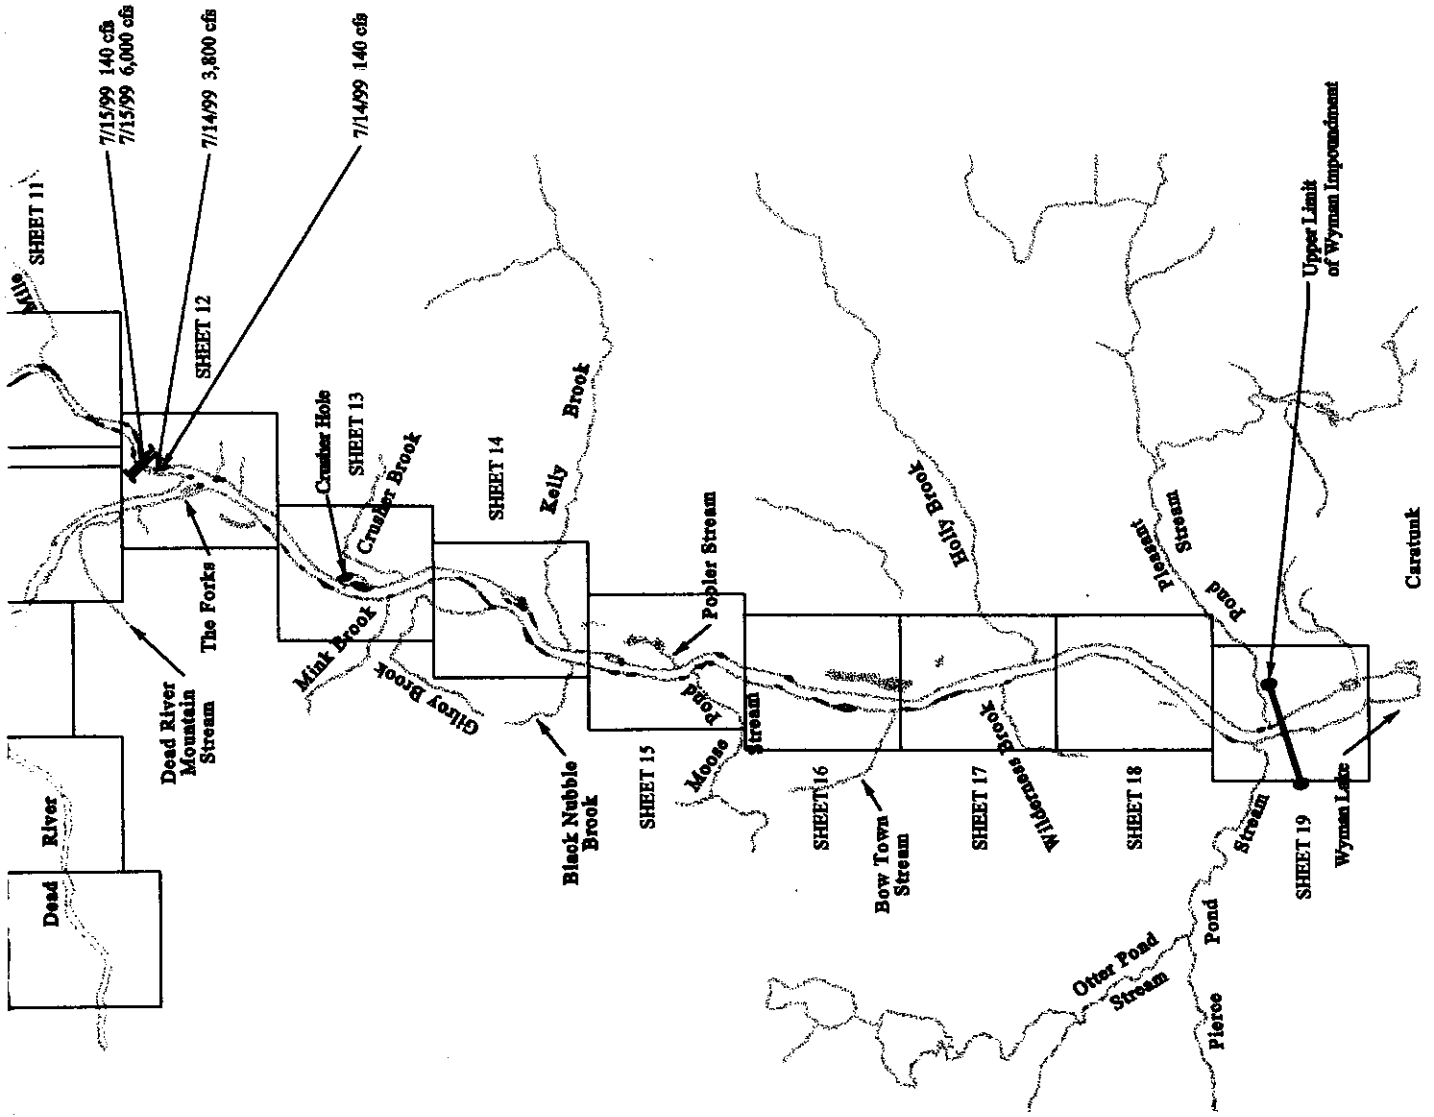 7/15/99 140 cfs
7/15/99 6,000 cfs
7/14/99 3,800 cfs
7/14/99 140 cfs
SHEET 11
Mile
SHEET 12
Crusher Hole
SHEET 13
Crusher Brook
SHEET 14
Kelly Brook
The Forks
Dead River
Mountain
Stream
Dead River
Mink Brook
Gilroy Brook
Black Nubble
Brook
SHEET 15
Popler Stream
Moose Pond Stream
SHEET 16
Bow Town
Stream
Holly Brook
SHEET 17
Wilderness Brook
SHEET 18
Pleasant
Pond Stream
Upper Limit
of Wyman Impoundment
Caratunk
Wyman Lake
SHEET 19
Otter Pond
Stream
Pierce Pond Stream